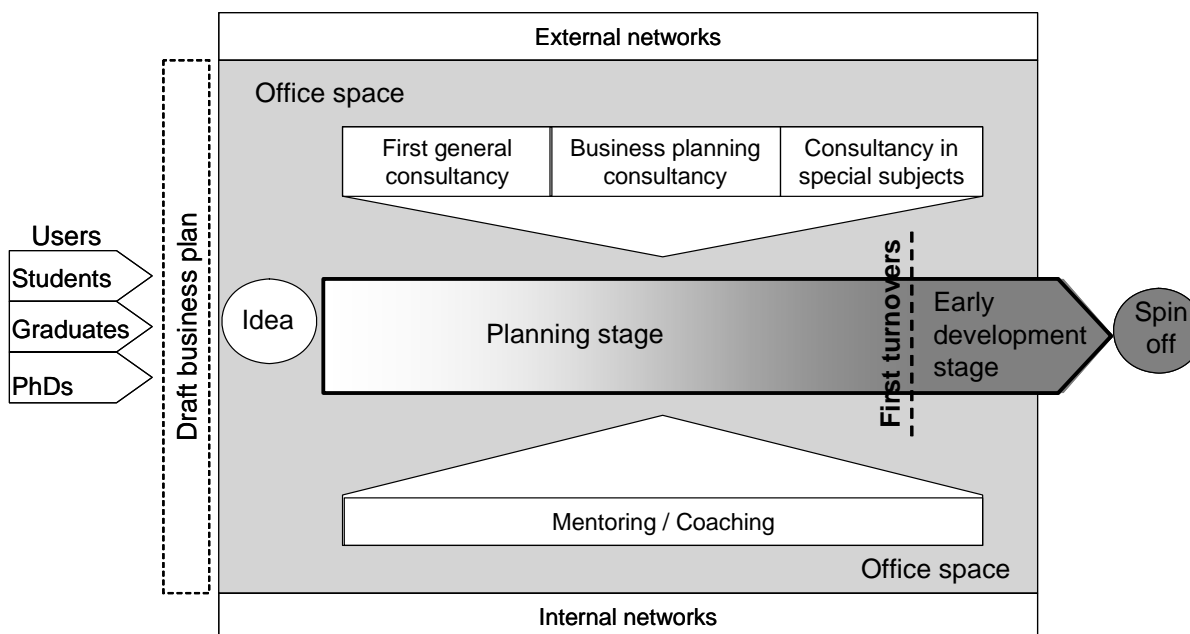 External networks
Office space
First general
consultancy
Business planning
consultancy
Consultancy in
special subjects
Users
Students
Graduates
PhDs
Draft business plan
Idea
Planning stage
First turnovers
Early
development
stage
Spin
off
Mentoring / Coaching
Office space
Internal networks